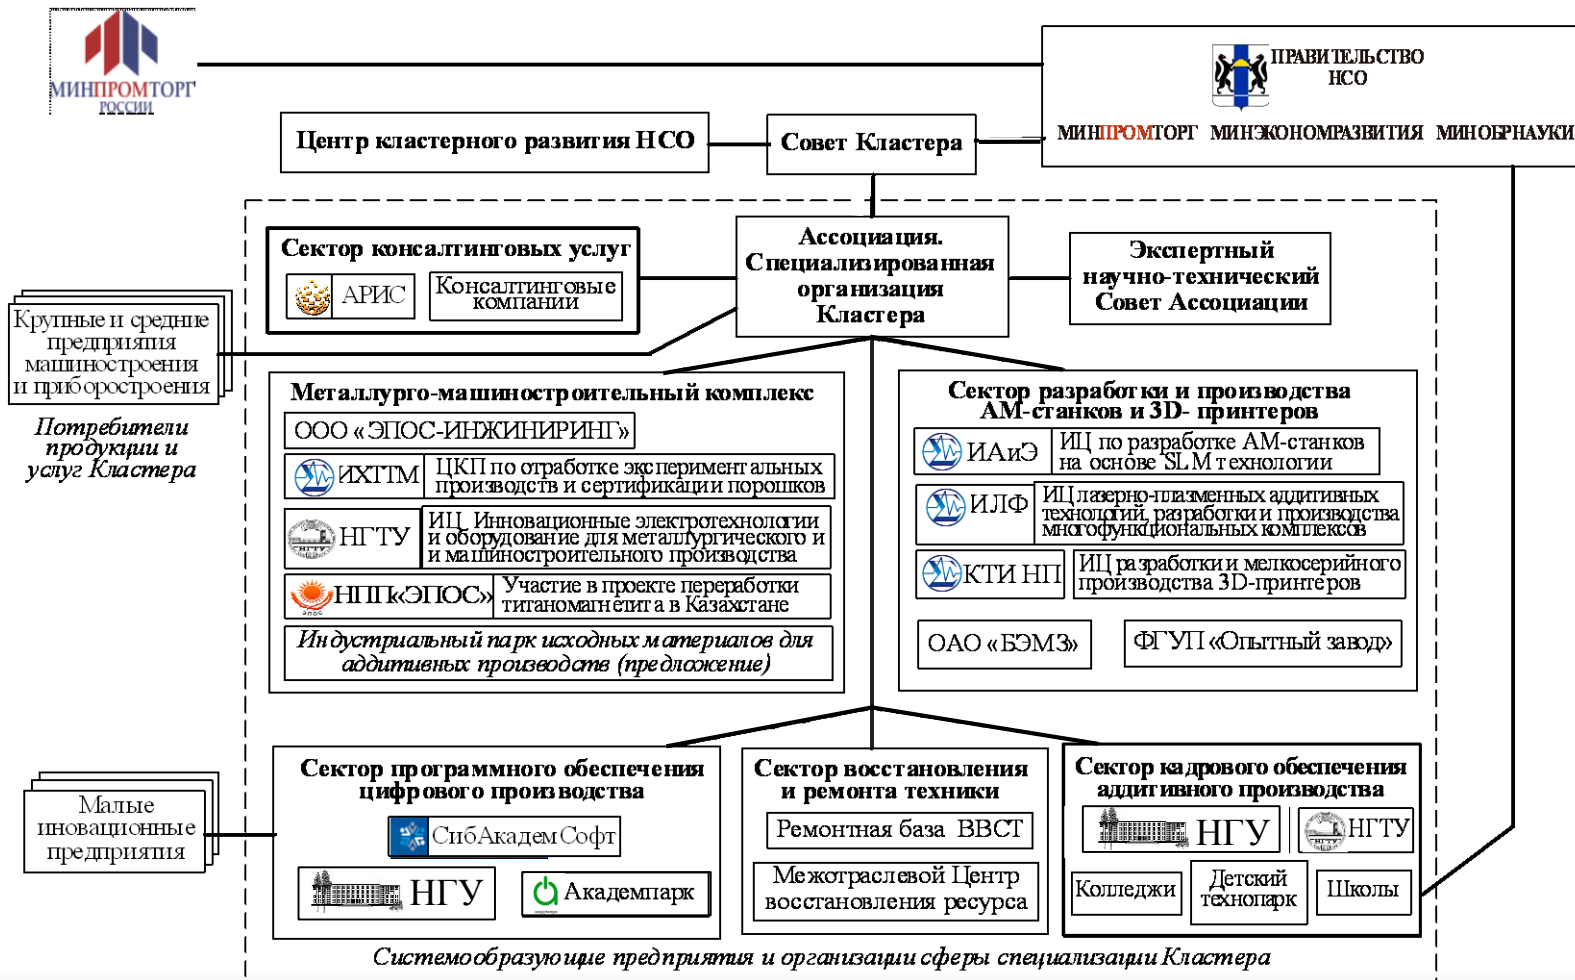 МИНПРОМТОРГ
РОССИИ
ПРАВИТЕЛЬСТВО
НСО
МИНПРОМТОРГ МИНЭКОНОМРАЗВИТИЯ МИНОБРНАУКИ
Центр кластерного развития НСО
Совет Кластера
Сектор консалтинговых услуг
АРИС
Консалтинговые
компании
Ассоциация.
Специализированная
организация
Кластера
Экспертный
научно-технический
Совет Ассоциации
Крупные и средние
предприятия
машиностроения
и приборостроения
Потребители
продукции и
услуг Кластера
Металлурго-машиностроительный комплекс
ООО «ЭПОС-ИНЖИНИРИНГ»
ИХТТМ
ЦКП по отработке экспериментальных
производств и сертификации порошков
НГТУ
ИЦ Инновационные электротехнологии
и оборудование для металлургического и
и машиностроительного производства
НПП«ЭПОС»
Участие в проекте переработки
титаномагнетита в Казахстане
Индустриальный парк исходных материалов для
аддитивных производств (предложение)
Сектор разработки и производства
АМ-станков и 3D- принтеров
ИАиЭ
ИЦ по разработке АМ-станков
на основе SLM технологии
ИЛФ
ИЦ лазерно-плазменных аддитивных
технологий, разработки и производства
многофункциональных комплексов
КТИ НП
ИЦ разработки и мелкосерийного
производства 3D-принтеров
ОАО «БЭМЗ»
ФГУП «Опытный завод»
Малые
иновационные
предприятия
Сектор программного обеспечения
цифрового производства
СибАкадемСофт
НГУ
Академпарк
Сектор восстановления
и ремонта техники
Ремонтная база ВВСТ
Межотраслевой Центр
восстановления ресурса
Сектор кадрового обеспечения
аддитивного производства
НГУ
НГТУ
Колледжи
Детский
технопарк
Школы
Системообразующие предприятия и организации сферы специализации Кластера